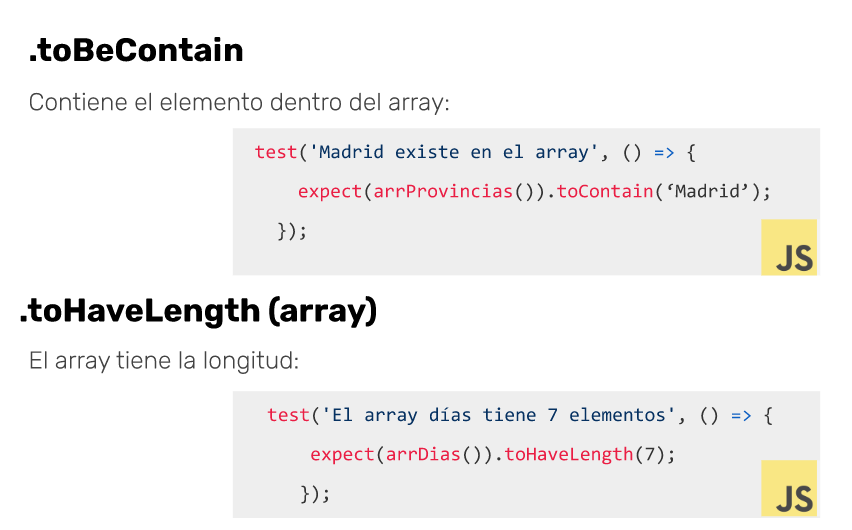 .toBeContain
Contiene el elemento dentro del array:
test('Madrid existe en el array', () => {
expect(arrProvincias()).toContain(‘Madrid’);
});
JS
.toHaveLength (array)
El array tiene la longitud:
test('El array días tiene 7 elementos', () => {
expect(arrDias()).toHaveLength(7);
});
JS